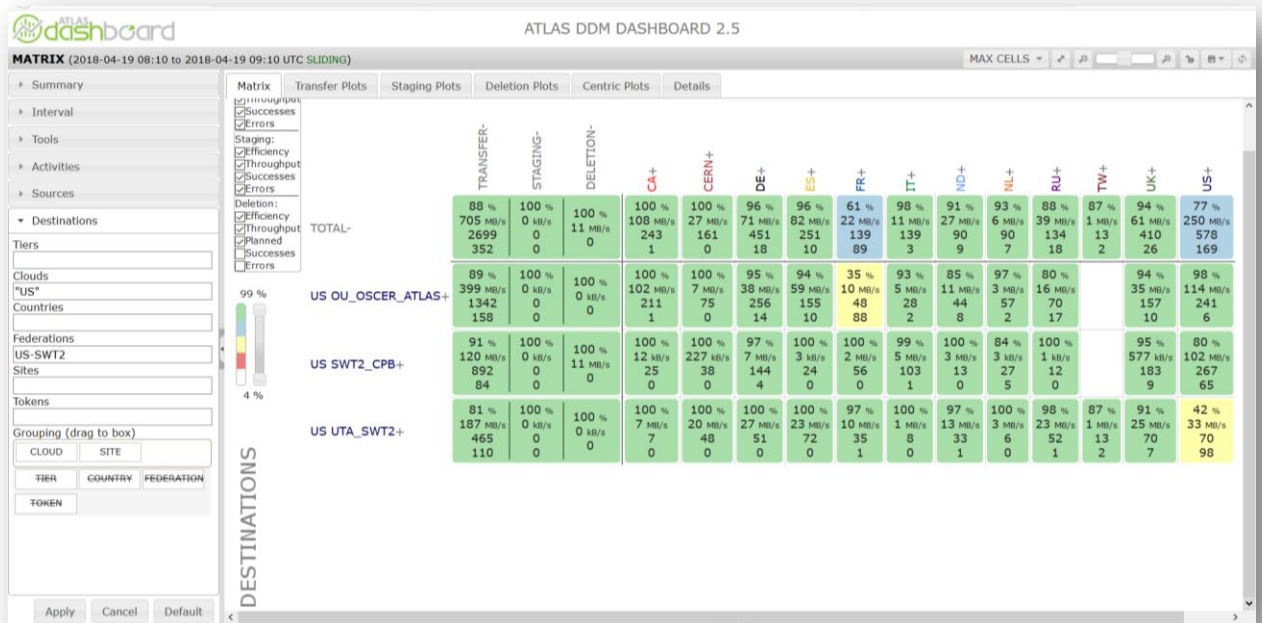 ATLAS
dashboard
ATLAS DDM DASHBOARD 2.5
MATRIX (2018-04-19 08:10 to 2018-04-19 09:10 UTC SLIDING)
MAX CELLS
Summary
Interval
Tools
Activities
Sources
Destinations
Tiers
Clouds
"US"
Countries
Federations
US-SWT2
Sites
Tokens
Grouping (drag to box)
CLOUD SITE
TIER COUNTRY FEDERATION
TOKEN
Apply Cancel Default
Matrix Transfer Plots Staging Plots Deletion Plots Centric Plots Details
Throughput
Successes
Errors
Staging:
Efficiency
Throughput
Successes
Errors
Deletion:
Efficiency
Throughput
Planned
Successes
Errors
99 %
4 %
DESTINATIONS
TRANSFER- STAGING- DELETION- CA+ CERN+ DE+ ES+ FR+ IT+ ND+ NL+ RU+ TW+ UK+ US+
TOTAL-
88 % 100 % 100 % 100 % 100 % 96 % 96 % 61 % 98 % 91 % 93 % 88 % 87 % 94 % 77 %
705 MB/s 0 kB/s 11 MB/s 108 MB/s 27 MB/s 71 MB/s 82 MB/s 22 MB/s 11 MB/s 27 MB/s 6 MB/s 39 MB/s 1 MB/s 61 MB/s 250 MB/s
2699 0 0 243 161 451 251 139 139 90 90 134 13 410 578
352 0 1 0 18 10 89 3 9 7 18 2 26 169
US OU_OSCER_ATLAS+
89 % 100 % 100 % 100 % 100 % 95 % 94 % 35 % 93 % 85 % 97 % 80 % 94 % 98 %
399 MB/s 0 kB/s 0 kB/s 102 MB/s 7 MB/s 38 MB/s 59 MB/s 10 MB/s 5 MB/s 11 MB/s 3 MB/s 16 MB/s 35 MB/s 114 MB/s
1342 0 0 211 75 256 155 48 28 44 57 70 157 241
158 0 1 0 14 10 88 2 8 2 17 10 6
US SWT2_CPB+
91 % 100 % 100 % 100 % 100 % 97 % 100 % 100 % 99 % 100 % 84 % 100 % 95 % 80 %
120 MB/s 0 kB/s 11 MB/s 12 kB/s 227 kB/s 7 MB/s 3 kB/s 2 MB/s 5 MB/s 3 MB/s 3 kB/s 1 kB/s 577 kB/s 102 MB/s
892 0 0 25 38 144 24 56 103 13 27 12 183 267
84 0 0 0 4 0 0 1 0 5 0 9 65
US UTA_SWT2+
81 % 100 % 100 % 100 % 100 % 100 % 100 % 97 % 100 % 97 % 100 % 98 % 87 % 91 % 42 %
187 MB/s 0 kB/s 0 kB/s 7 MB/s 20 MB/s 27 MB/s 23 MB/s 10 MB/s 1 MB/s 13 MB/s 3 MB/s 23 MB/s 1 MB/s 25 MB/s 33 MB/s
465 0 0 7 48 51 72 35 8 33 6 52 13 70 70
110 0 0 0 0 0 1 0 1 0 1 2 7 98